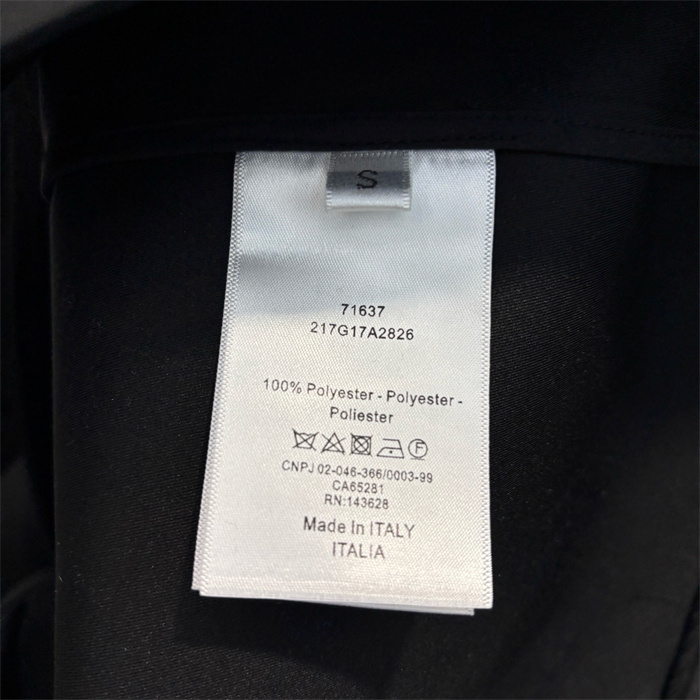 S
71637
217G17A2826
100% Polyester - Polyester -
Poliester
F
CNPJ 02-046-366/0003-99
CA65281
RN:143628
Made In ITALY
ITALIA